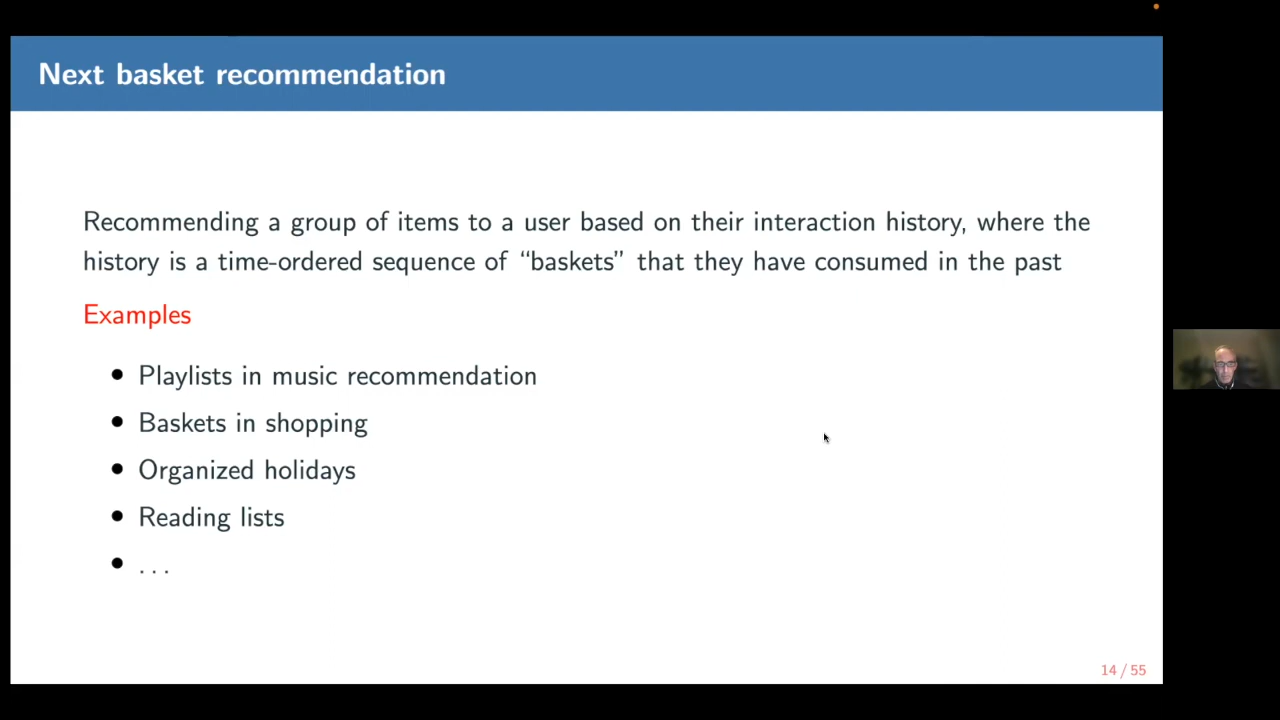 Next basket recommendation
Recommending a group of items to a user based on their interaction history, where the
history is a time-ordered sequence of “baskets” that they have consumed in the past
Examples
• Playlists in music recommendation
• Baskets in shopping
• Organized holidays
• Reading lists
• . . .
14 / 55